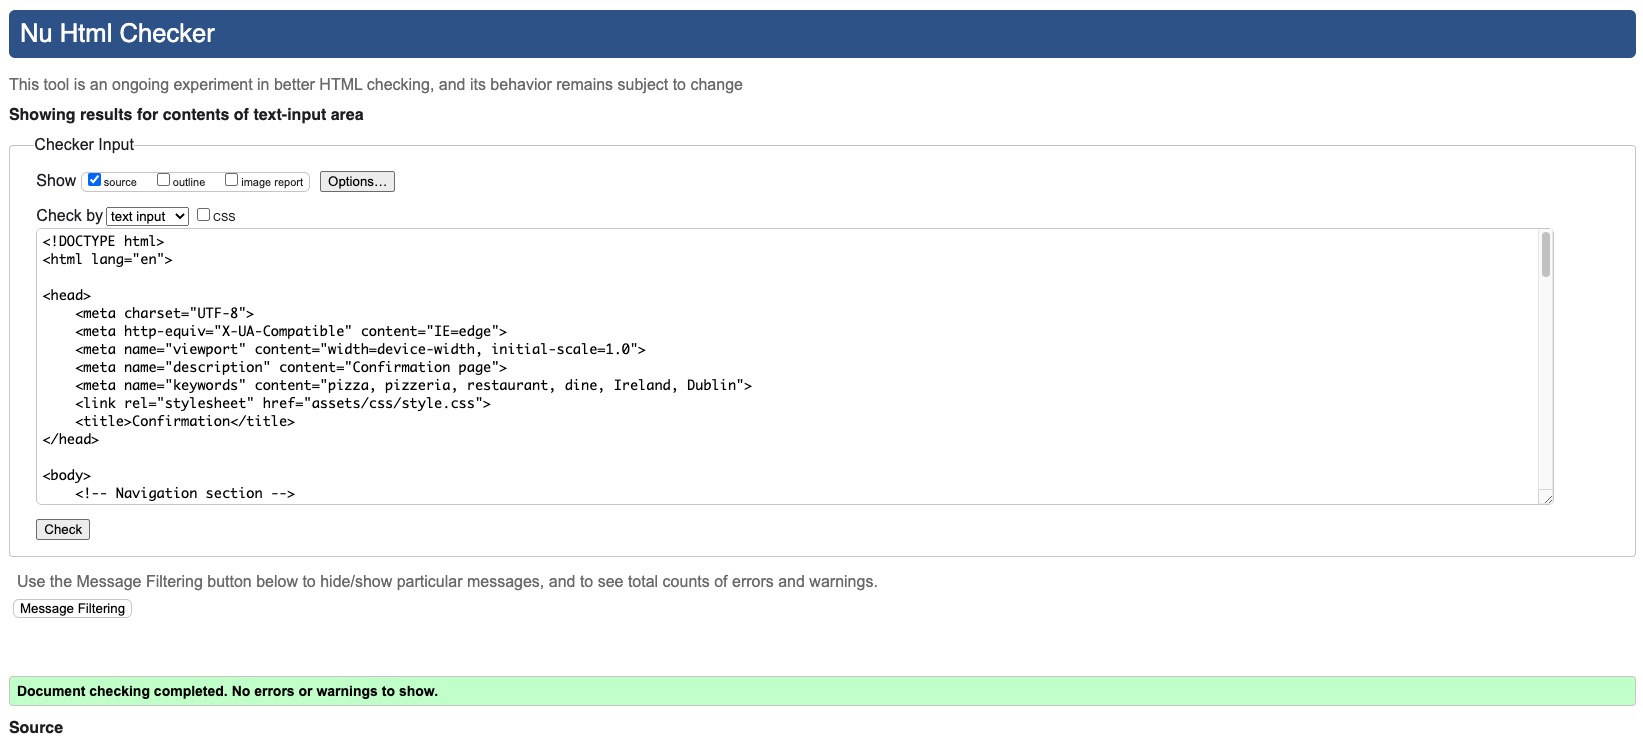 Nu Html Checker
This tool is an ongoing experiment in better HTML checking, and its behavior remains subject to change
Showing results for contents of text-input area
Checker Input
Show source outline image report Options...
Check by text input css
<!DOCTYPE html>
<html lang="en">
<head>
    <meta charset="UTF-8">
    <meta http-equiv="X-UA-Compatible" content="IE=edge">
    <meta name="viewport" content="width=device-width, initial-scale=1.0">
    <meta name="description" content="Confirmation page">
    <meta name="keywords" content="pizza, pizzeria, restaurant, dine, Ireland, Dublin">
    <link rel="stylesheet" href="assets/css/style.css">
    <title>Confirmation</title>
</head>
<body>
    <!-- Navigation section -->
Check
Use the Message Filtering button below to hide/show particular messages, and to see total counts of errors and warnings.
Message Filtering
Document checking completed. No errors or warnings to show.
Source